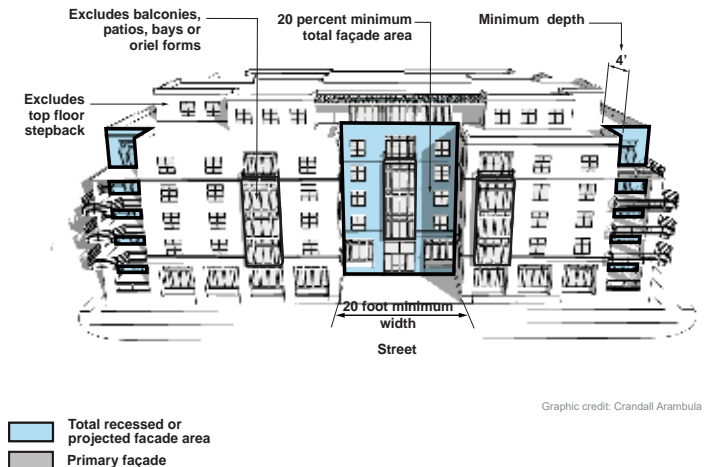 Excludes balconies,
patios, bays or
oriel forms
20 percent minimum
total façade area
Minimum depth
4'
Excludes
top floor
stepback
20 foot minimum
width
Street
Graphic credit: Crandall Arambula
Total recessed or
projected facade area
Primary façade